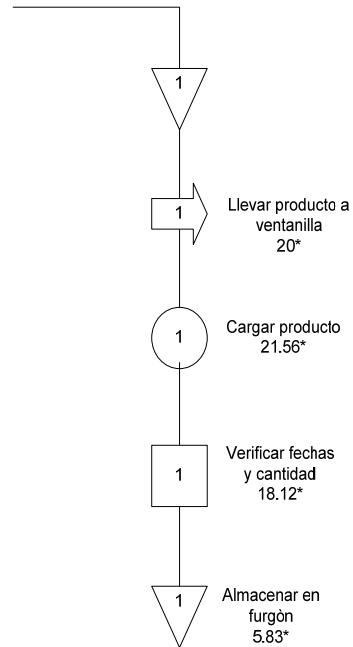 1
1
Llevar producto a
ventanilla
20*
1
Cargar producto
21.56*
1
Verificar fechas
y cantidad
18.12*
1
Almacenar en
furgòn
5.83*